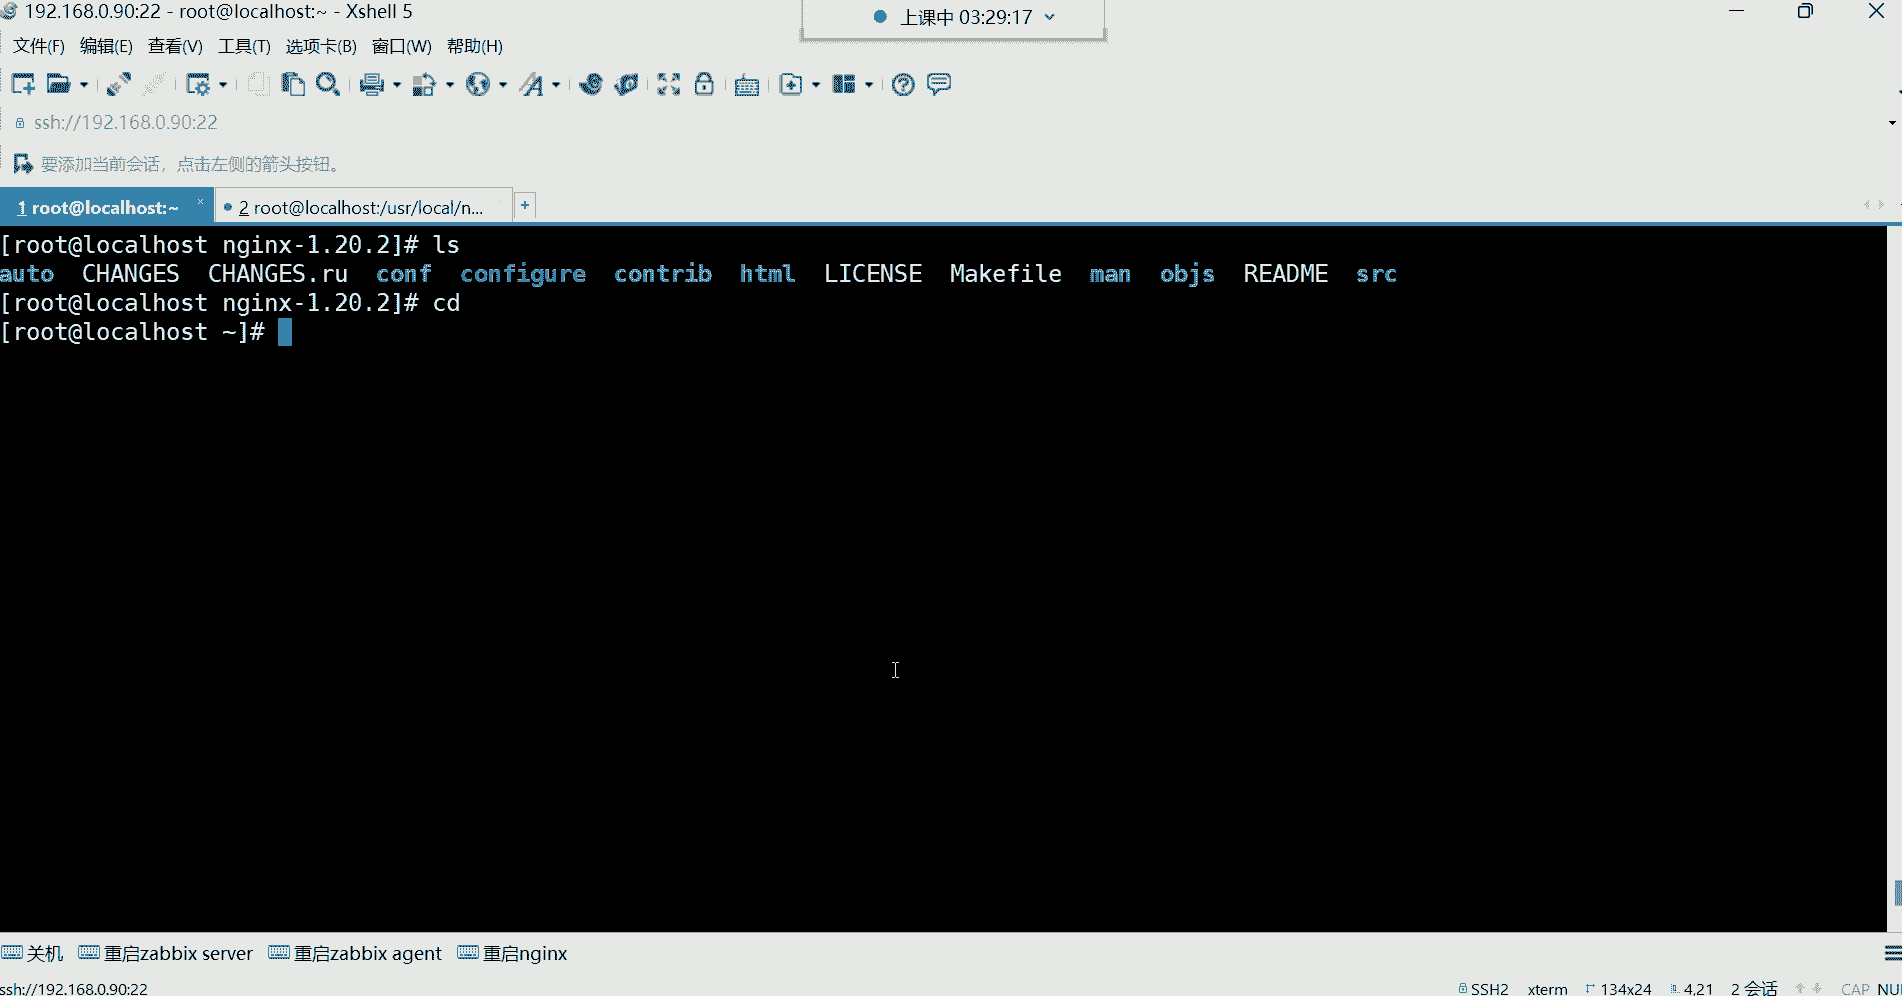 192.168.0.90:22 - root@localhost:~ - Xshell 5
上课中 03:29:17
文件(F) 编辑(E) 查看(V) 工具(T) 选项卡(B) 窗口(W) 帮助(H)
ssh://192.168.0.90:22
要添加当前会话，点击左侧的箭头按钮。
1 root@localhost:~ × 2 root@localhost:/usr/local/n... +
[root@localhost nginx-1.20.2]# ls
auto CHANGES CHANGES.ru conf configure contrib html LICENSE Makefile man objs README src
[root@localhost nginx-1.20.2]# cd
[root@localhost ~]#
关机 重启zabbix server 重启zabbix agent 重启nginx
ssh://192.168.0.90:22 SSH2 xterm 134x24 4,21 2 会话 CAP NU